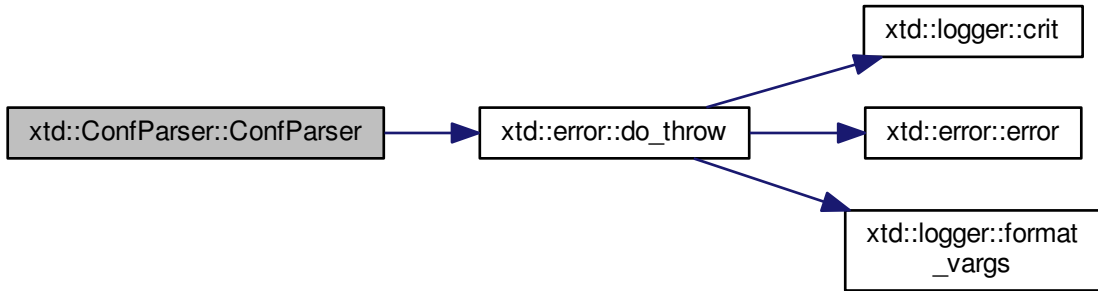 xtd::ConfParser::ConfParser
xtd::error::do_throw
xtd::logger::crit
xtd::error::error
xtd::logger::format
_vargs